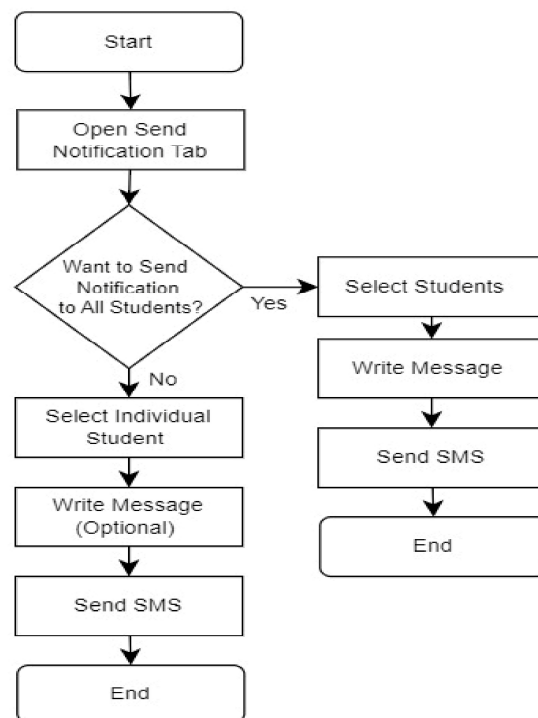 Start
Open Send
Notification Tab
Want to Send
Notification
to All Students?
Yes
No
Select Individual
Student
Write Message
(Optional)
Send SMS
End
Select Students
Write Message
Send SMS
End